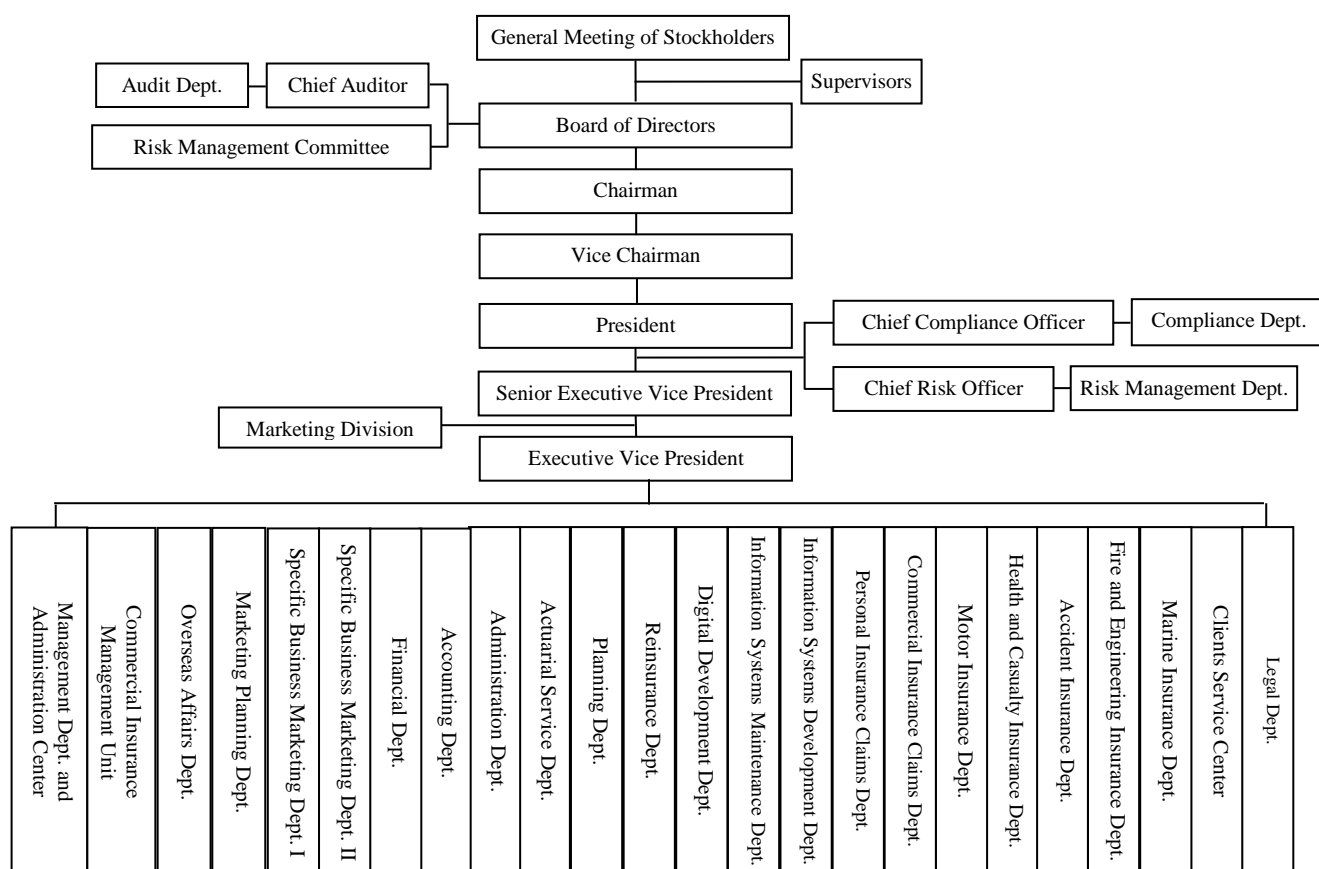 General Meeting of Stockholders
Supervisors
Audit Dept.
Chief Auditor
Board of Directors
Risk Management Committee
Chairman
Vice Chairman
President
Chief Compliance Officer
Compliance Dept.
Senior Executive Vice President
Chief Risk Officer
Risk Management Dept.
Marketing Division
Executive Vice President
Management Dept. and
Administration Center
Commercial Insurance
Management Unit
Overseas Affairs Dept.
Marketing Planning Dept.
Specific Business Marketing Dept. I
Specific Business Marketing Dept. II
Financial Dept.
Accounting Dept.
Administration Dept.
Actuarial Service Dept.
Planning Dept.
Reinsurance Dept.
Digital Development Dept.
Information Systems Maintenance Dept.
Information Systems Development Dept.
Personal Insurance Claims Dept.
Commercial Insurance Claims Dept.
Motor Insurance Dept.
Health and Casualty Insurance Dept.
Accident Insurance Dept.
Fire and Engineering Insurance Dept.
Marine Insurance Dept.
Clients Service Center
Legal Dept.